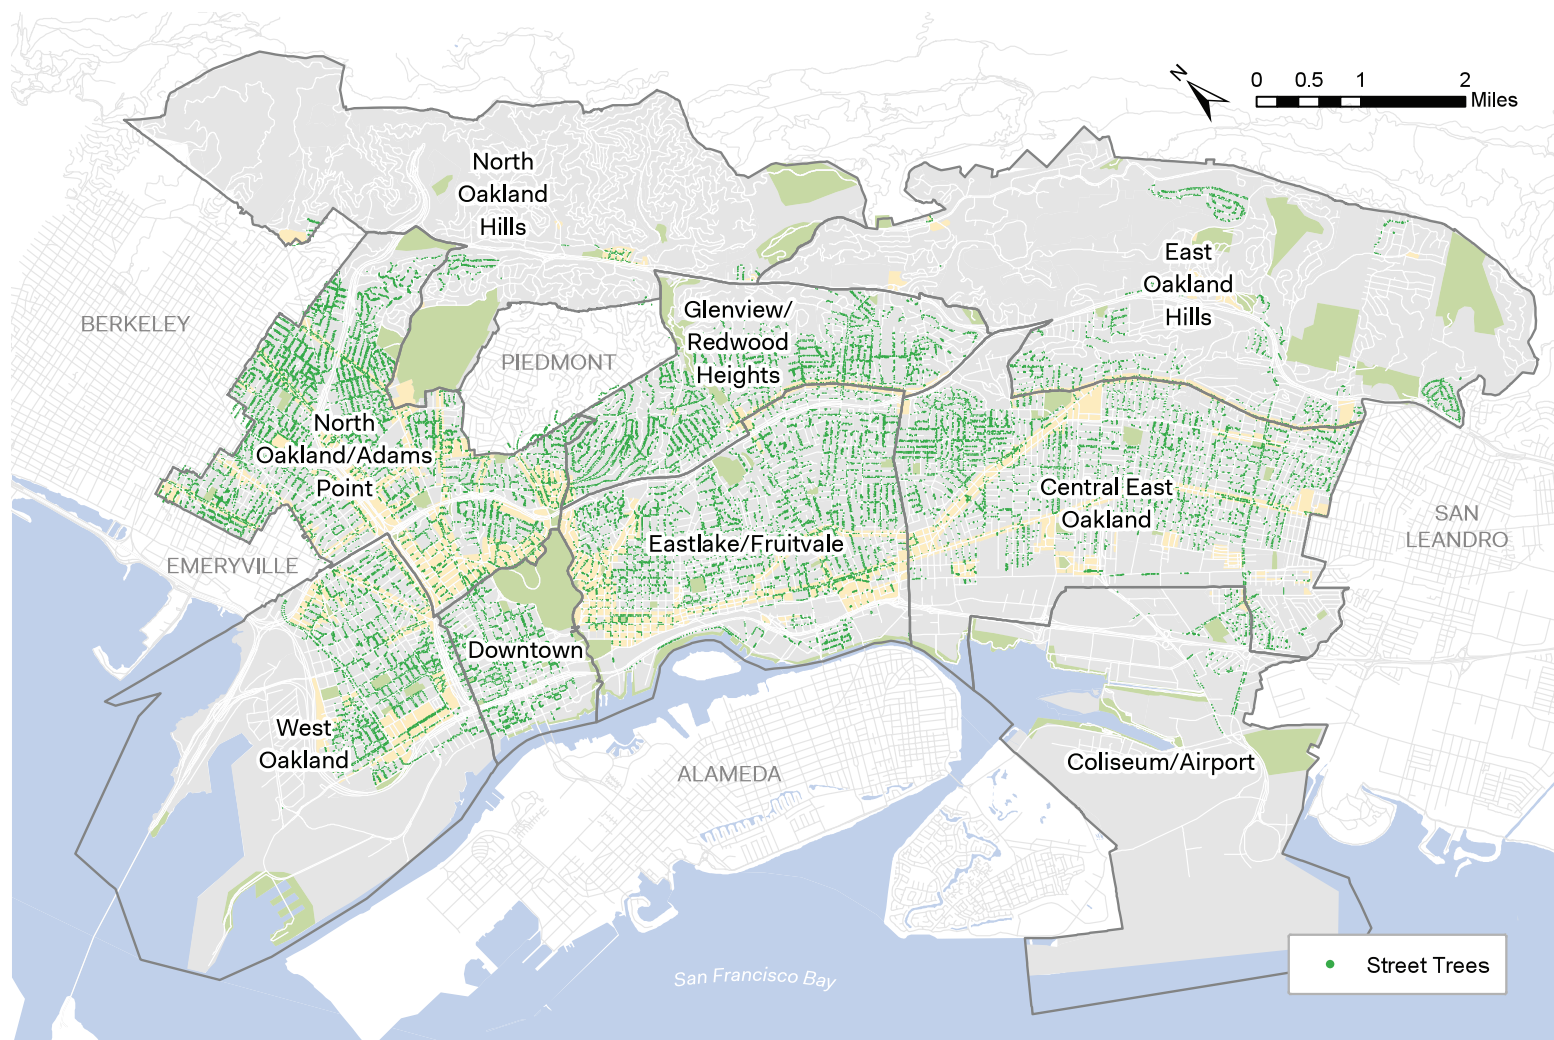 N
0 0.5 1 2
Miles
North
Oakland
Hills
East
Oakland
Hills
BERKELEY
Glenview/
Redwood
Heights
PIEDMONT
North
Oakland/Adams
Point
Central East
Oakland
SAN
LEANDRO
Eastlake/Fruitvale
EMERYVILLE
Downtown
West
Oakland
ALAMEDA
Coliseum/Airport
San Francisco Bay
Street Trees